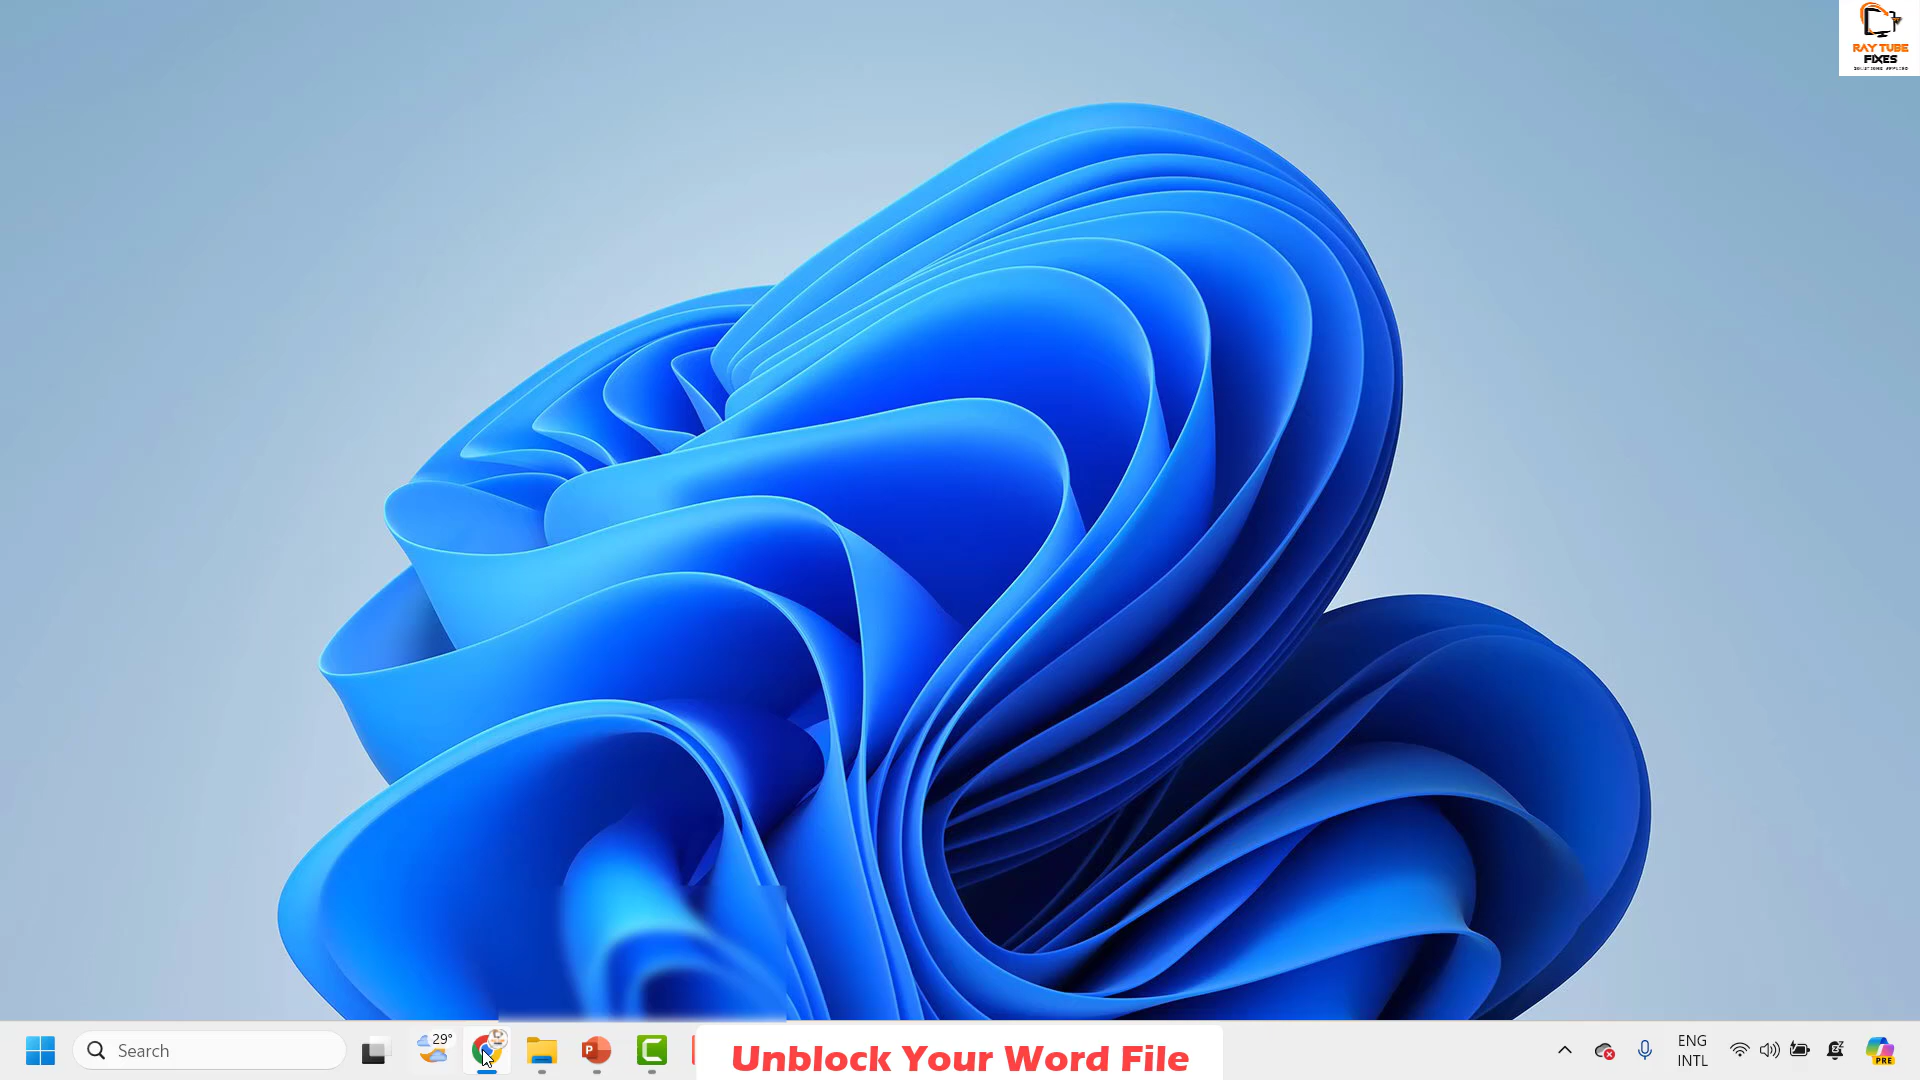 RAY TUBE
FIXES
29°
Search
Unblock Your Word File
ENG
INTL
PRE